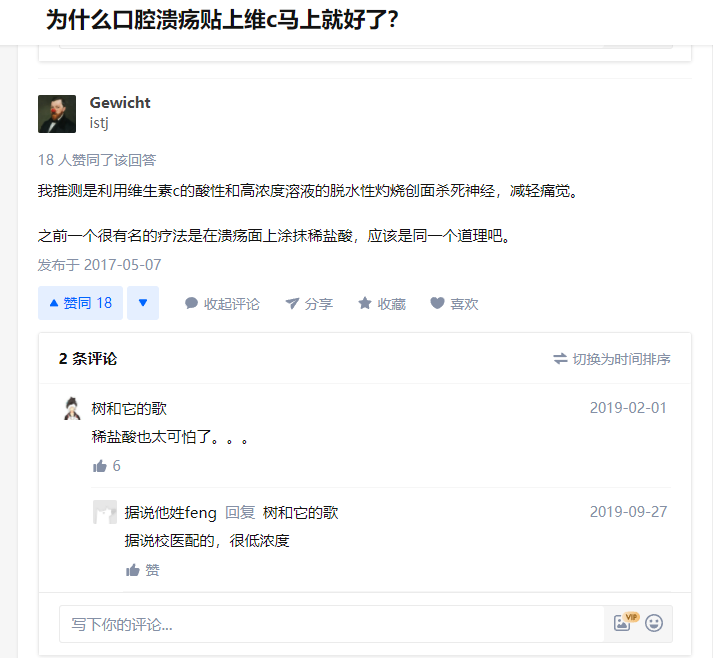 为什么口腔溃疡贴上维c马上就好了？
Gewicht
istj
18 人赞同了该回答
我推测是利用维生素c的酸性和高浓度溶液的脱水性灼烧创面杀死神经，减轻痛觉。
之前一个很有名的疗法是在溃疡面上涂抹稀盐酸，应该是同一个道理吧。
发布于 2017-05-07
赞同 18 收起评论 分享 收藏 喜欢
2 条评论 切换为时间排序
树和它的歌 2019-02-01
稀盐酸也太可怕了。。。
6
据说他姓feng 回复 树和它的歌 2019-09-27
据说校医配的，很低浓度
赞
写下你的评论... VIP